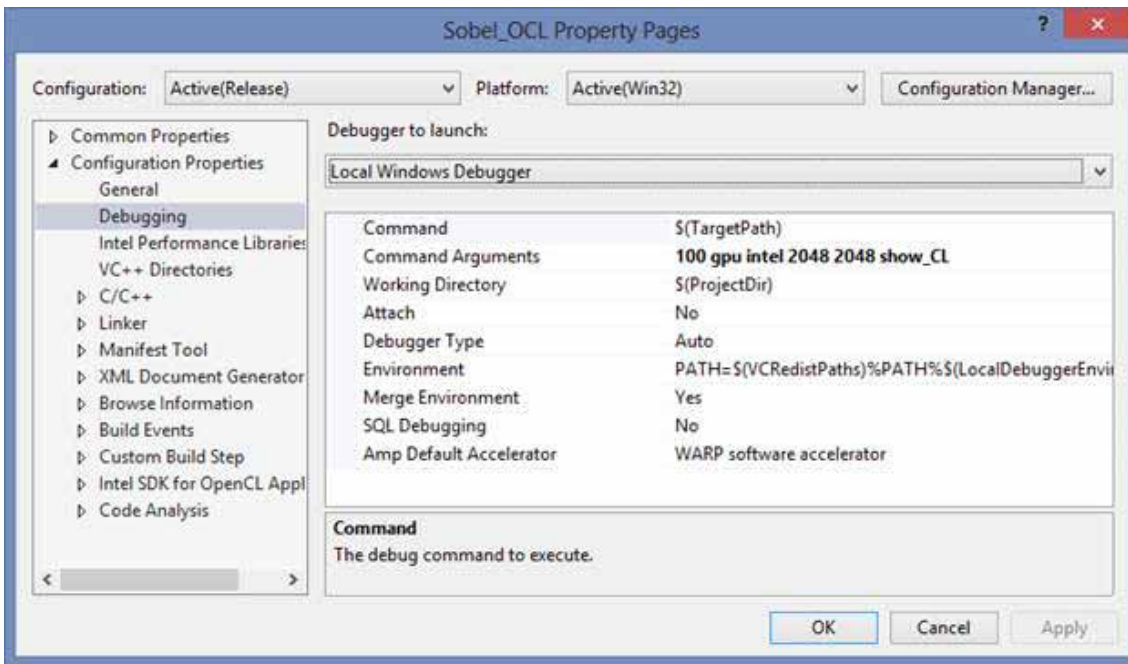 Sobel_OCL Property Pages
?
Configuration: Active(Release) Platform: Active(Win32) Configuration Manager...
Common Properties
Configuration Properties
General
Debugging
Intel Performance Libraries
VC++ Directories
C/C++
Linker
Manifest Tool
XML Document Generator
Browse Information
Build Events
Custom Build Step
Intel SDK for OpenCL Appl
Code Analysis
Debugger to launch:
Local Windows Debugger
Command $(TargetPath)
Command Arguments 100 gpu intel 2048 2048 show_CL
Working Directory $(ProjectDir)
Attach No
Debugger Type Auto
Environment PATH=$(VCRedistPaths)%PATH%$(LocalDebuggerEnvi
Merge Environment Yes
SQL Debugging No
Amp Default Accelerator WARP software accelerator
Command
The debug command to execute.
OK Cancel Apply